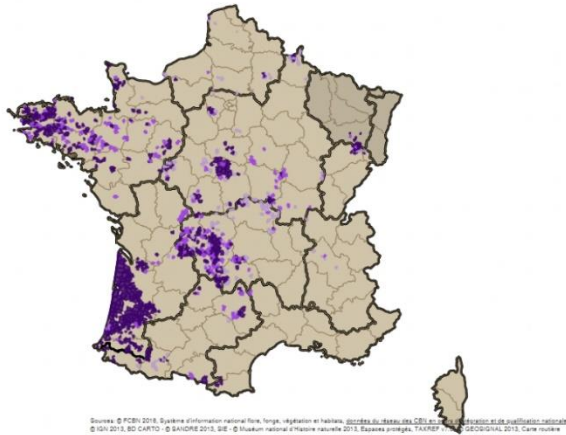 Sources: © FCBN 2016, Système d'information national flore, fonge, végétation et habitats, données du réseau des CBN en cours d'intégration et de qualification nationale
© IGN 2013, BD CARTO - © SANDRE 2013, SIE - © Muséum national d'Histoire naturelle 2013, Espaces protégés, TAXREF GEOSIGNAL 2013, Carte routière